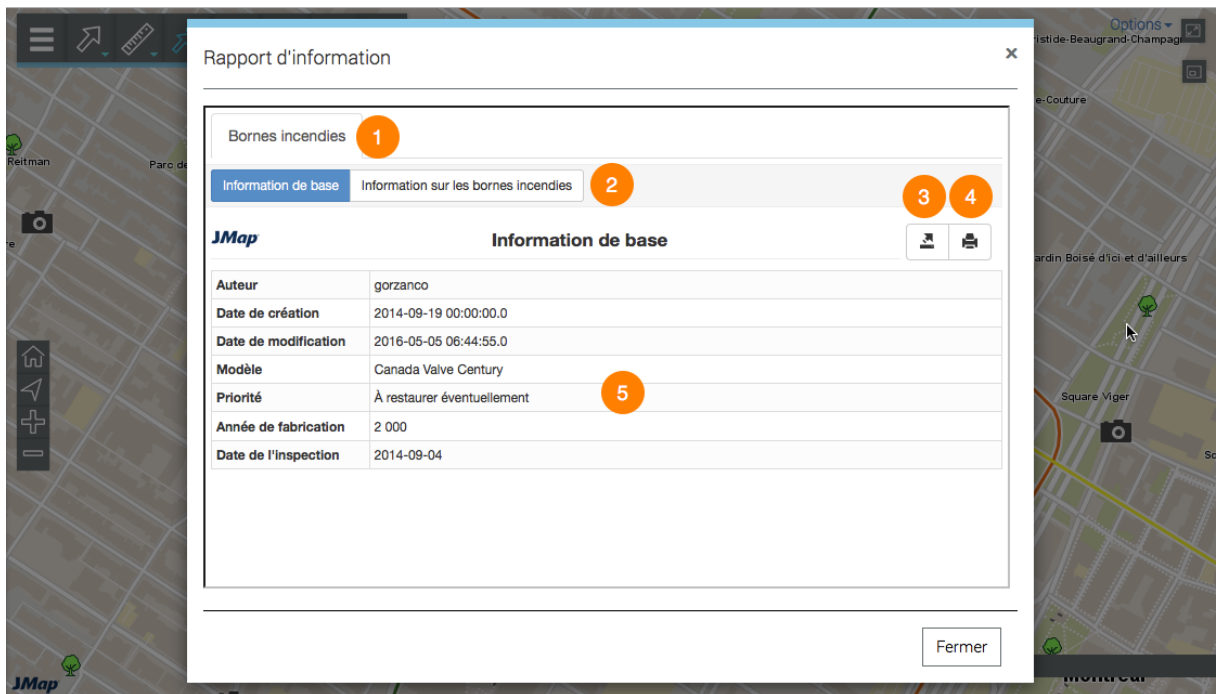 Options
istide-Beaugrand-Champag
Rapport d'information
×
e-Couture
Bornes incendies
1
Reitman
Parc de
Information de base
Information sur les bornes incendies
2
3
4
JMap
Information de base
ardin Boisé d'ici et d'ailleurs
Auteur gorzanco
Date de création 2014-09-19 00:00:00.0
Date de modification 2016-05-05 06:44:55.0
Modèle Canada Valve Century
Priorité À restaurer éventuellement
5
Square Viger
Année de fabrication 2 000
Date de l'inspection 2014-09-04
Fermer
JMap